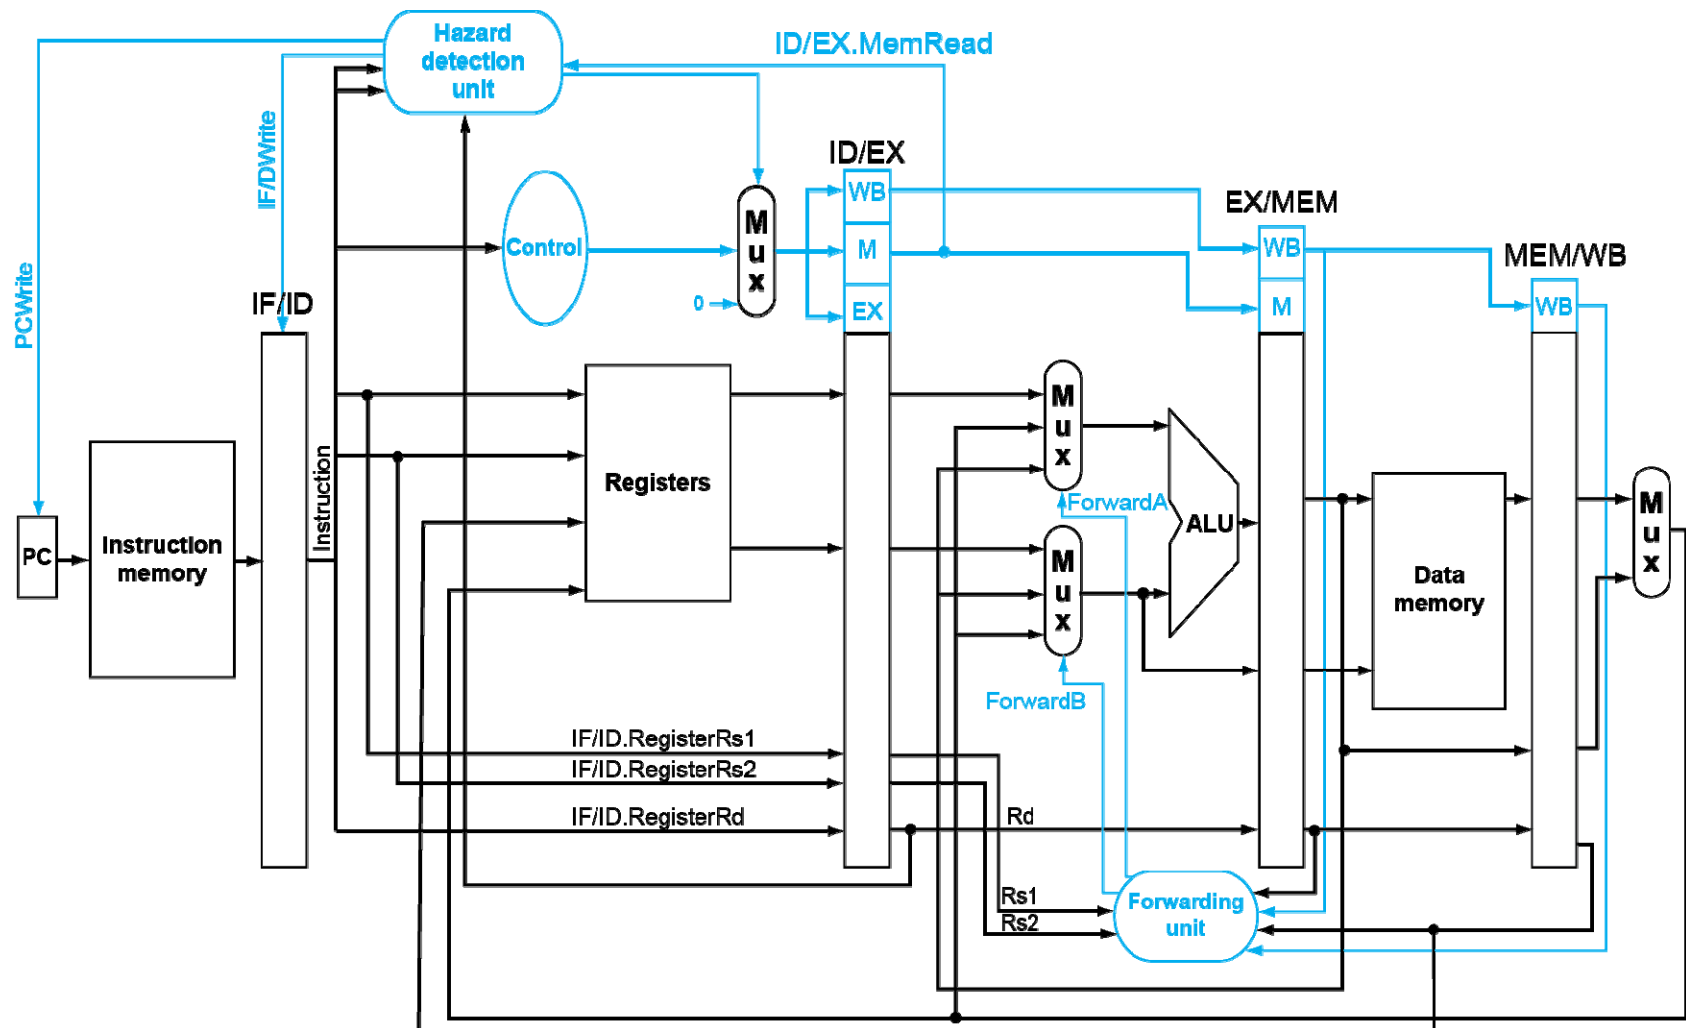 Hazard
detection
unit
ID/EX.MemRead
IF/DWrite
PCWrite
ID/EX
WB
M
EX
Control
M
u
x
0
EX/MEM
WB
M
MEM/WB
WB
IF/ID
PC
Instruction
memory
Instruction
Registers
M
u
x
ForwardA
M
u
x
ForwardB
ALU
Data
memory
M
u
x
IF/ID.RegisterRs1
IF/ID.RegisterRs2
IF/ID.RegisterRd
Rd
Rs1
Rs2
Forwarding
unit